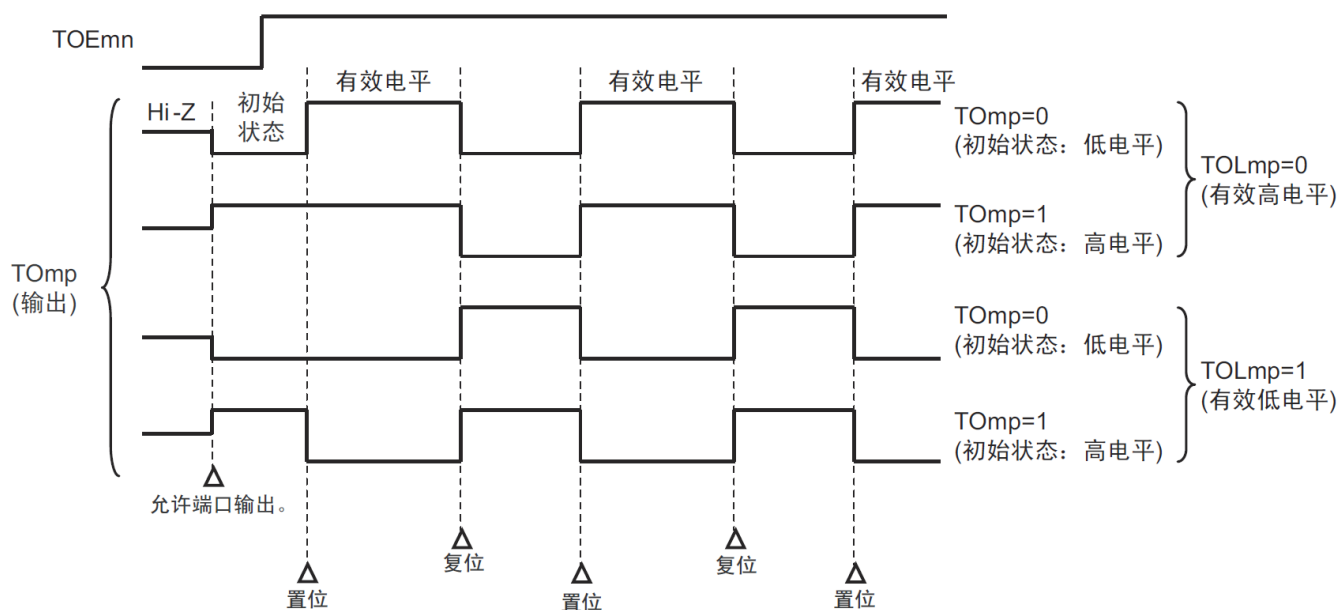 TOEmn
有效电平
有效电平
有效电平
Hi-Z
初始
状态
TOmp=0
(初始状态：低电平)
TOLmp=0
(有效高电平)
TOmp=1
(初始状态：高电平)
TOmp
(输出)
TOmp=0
(初始状态：低电平)
TOLmp=1
(有效低电平)
TOmp=1
(初始状态：高电平)
允许端口输出。
复位
复位
置位
置位
置位